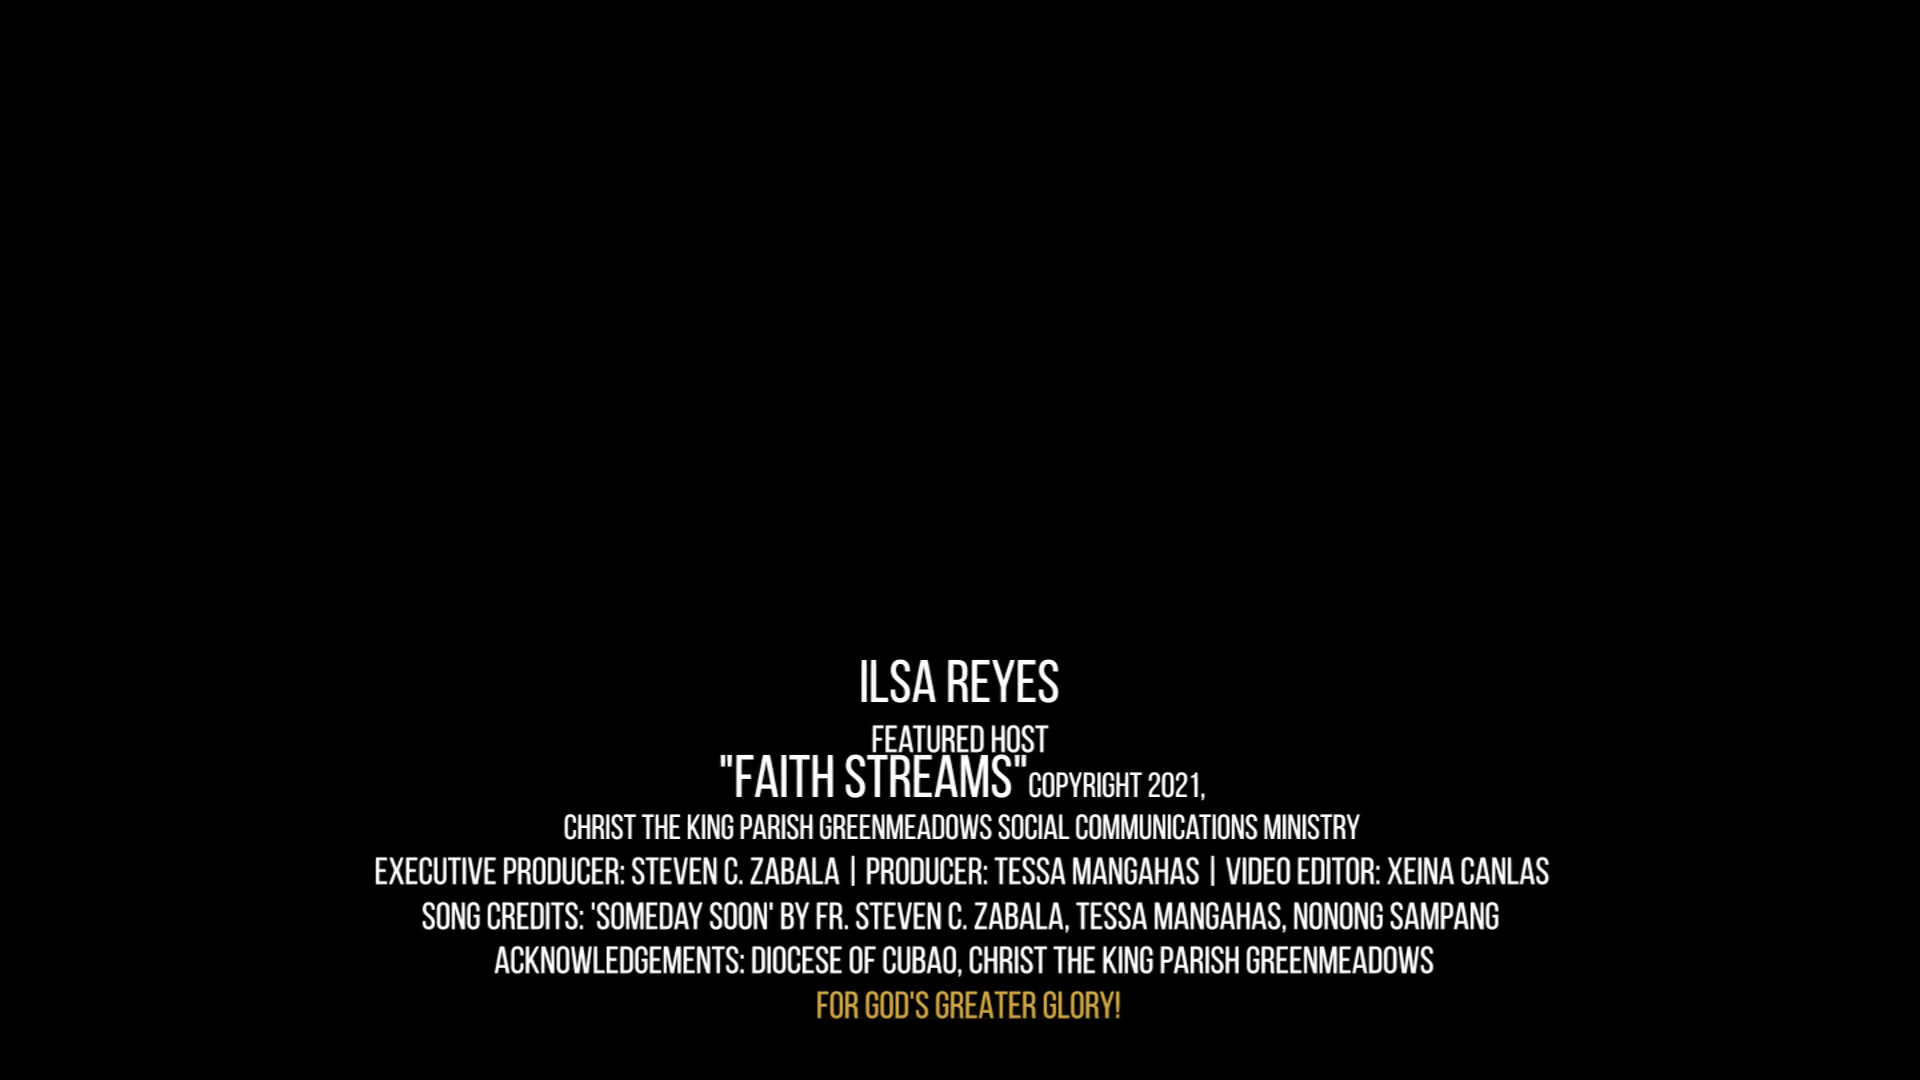 ILSA REYES
FEATURED HOST
"FAITH STREAMS" COPYRIGHT 2021,
CHRIST THE KING PARISH GREENMEADOWS SOCIAL COMMUNICATIONS MINISTRY
EXECUTIVE PRODUCER: STEVEN C. ZABALA | PRODUCER: TESSA MANGAHAS | VIDEO EDITOR: XEINA CANLAS
SONG CREDITS: 'SOMEDAY SOON' BY FR. STEVEN C. ZABALA, TESSA MANGAHAS, NONONG SAMPANG
ACKNOWLEDGEMENTS: DIOCESE OF CUBAO, CHRIST THE KING PARISH GREENMEADOWS
FOR GOD'S GREATER GLORY!